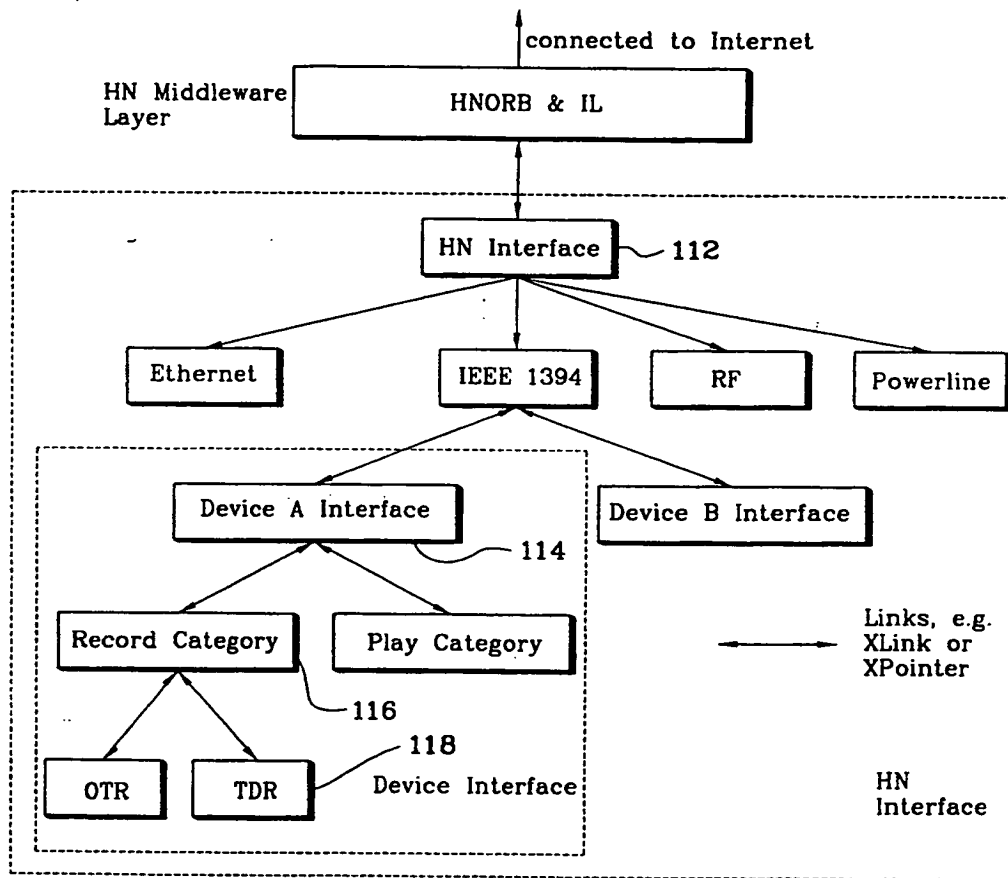 connected to Internet
HN Middleware
Layer
HNORB & IL
HN Interface
112
Ethernet
IEEE 1394
RF
Powerline
Device A Interface
Device B Interface
114
Record Category
Play Category
Links, e.g.
XLink or
XPointer
116
118
OTR
TDR
Device Interface
HN
Interface